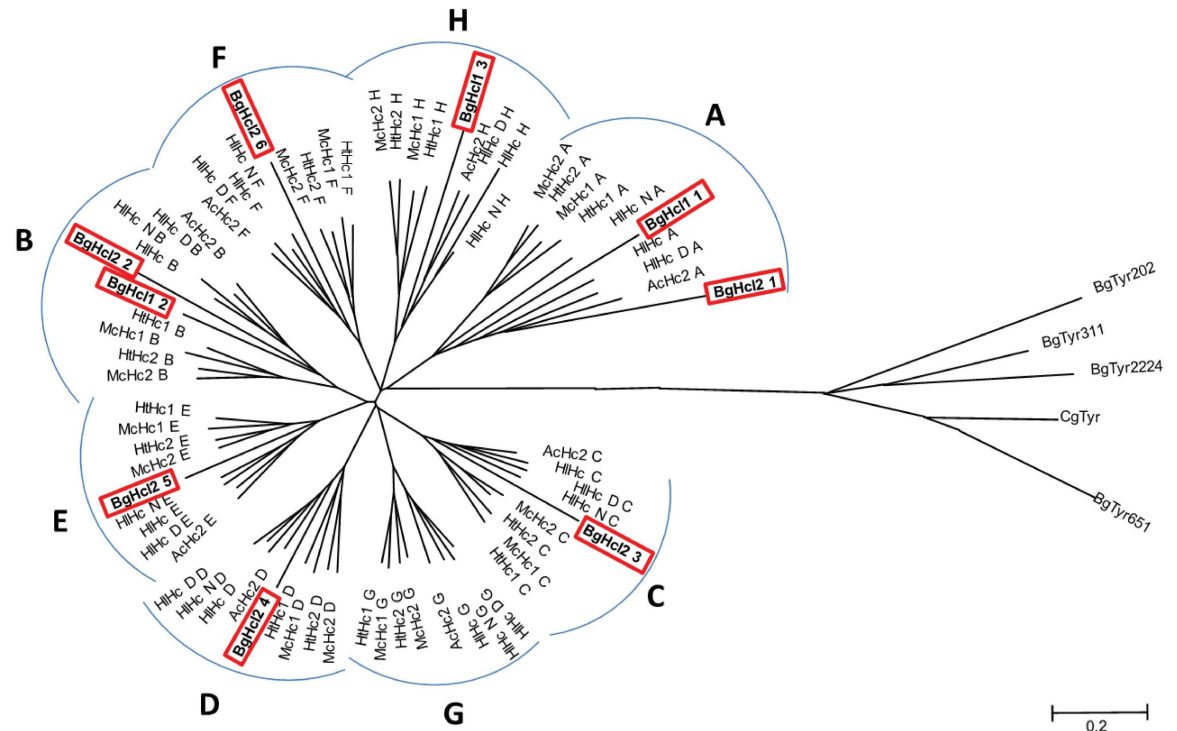 H
McHc2 H
HtHc2 H
McHc1 H
HtHc1 H
BgHcl1 3
AcHc2 H
HlHc D H
HlHc H
HlHc N H
A
McHc2 A
HtHc2 A
McHc1 A
HtHc1 A
HlHc N A
BgHcl1 1
HlHc A
HlHc D A
AcHc2 A
BgHcl2 1
BgTyr202
BgTyr311
BgTyr2224
CgTyr
BgTyr651
C
AcHc2 C
HlHc C
HlHc D C
HlHc N C
BgHcl2 3
McHc2 C
HtHc2 C
McHc1 C
HtHc1 C
G
HlHc D G
HlHc N G
HlHc G
AcHc2 G
McHc2 G
HtHc2 G
McHc1 G
HtHc1 G
D
McHc2 D
HtHc2 D
McHc1 D
HtHc1 D
BgHcl2 4
AcHc2 D
HlHc D
HlHc N D
HlHc D D
E
AcHc2 E
HlHc D E
HlHc E
HlHc N E
BgHcl2 5
McHc2 E
HtHc2 E
McHc1 E
HtHc1 E
B
McHc2 B
HtHc2 B
McHc1 B
HtHc1 B
BgHcl1 2
BgHcl2 2
HlHc B
HlHc N B
HlHc D B
AcHc2 B
F
AcHc2 F
HlHc D F
HlHc F
HlHc N F
BgHcl2 6
McHc2 F
HtHc2 F
McHc1 F
HtHc1 F
0.2